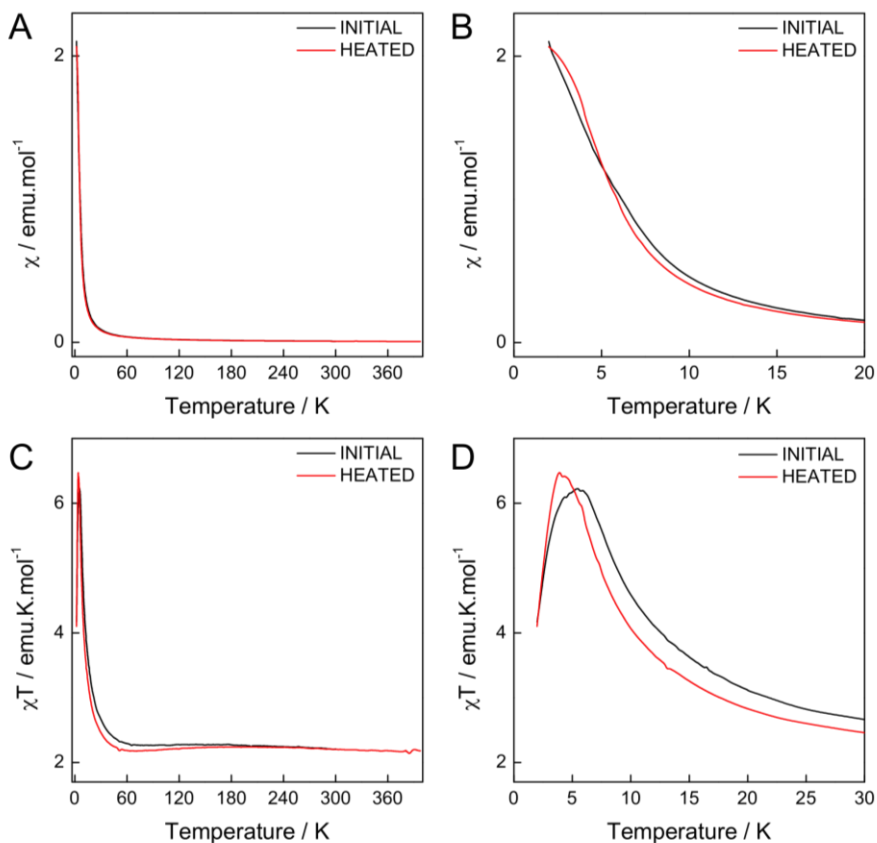 A
INITIAL
HEATED
2
0
χ / emu.mol⁻¹
0 60 120 180 240 300 360
Temperature / K
B
INITIAL
HEATED
2
0
χ / emu.mol⁻¹
0 5 10 15 20
Temperature / K
C
INITIAL
HEATED
6
4
2
χT / emu.K.mol⁻¹
0 60 120 180 240 300 360
Temperature / K
D
INITIAL
HEATED
6
4
2
χT / emu.K.mol⁻¹
0 5 10 15 20 25 30
Temperature / K